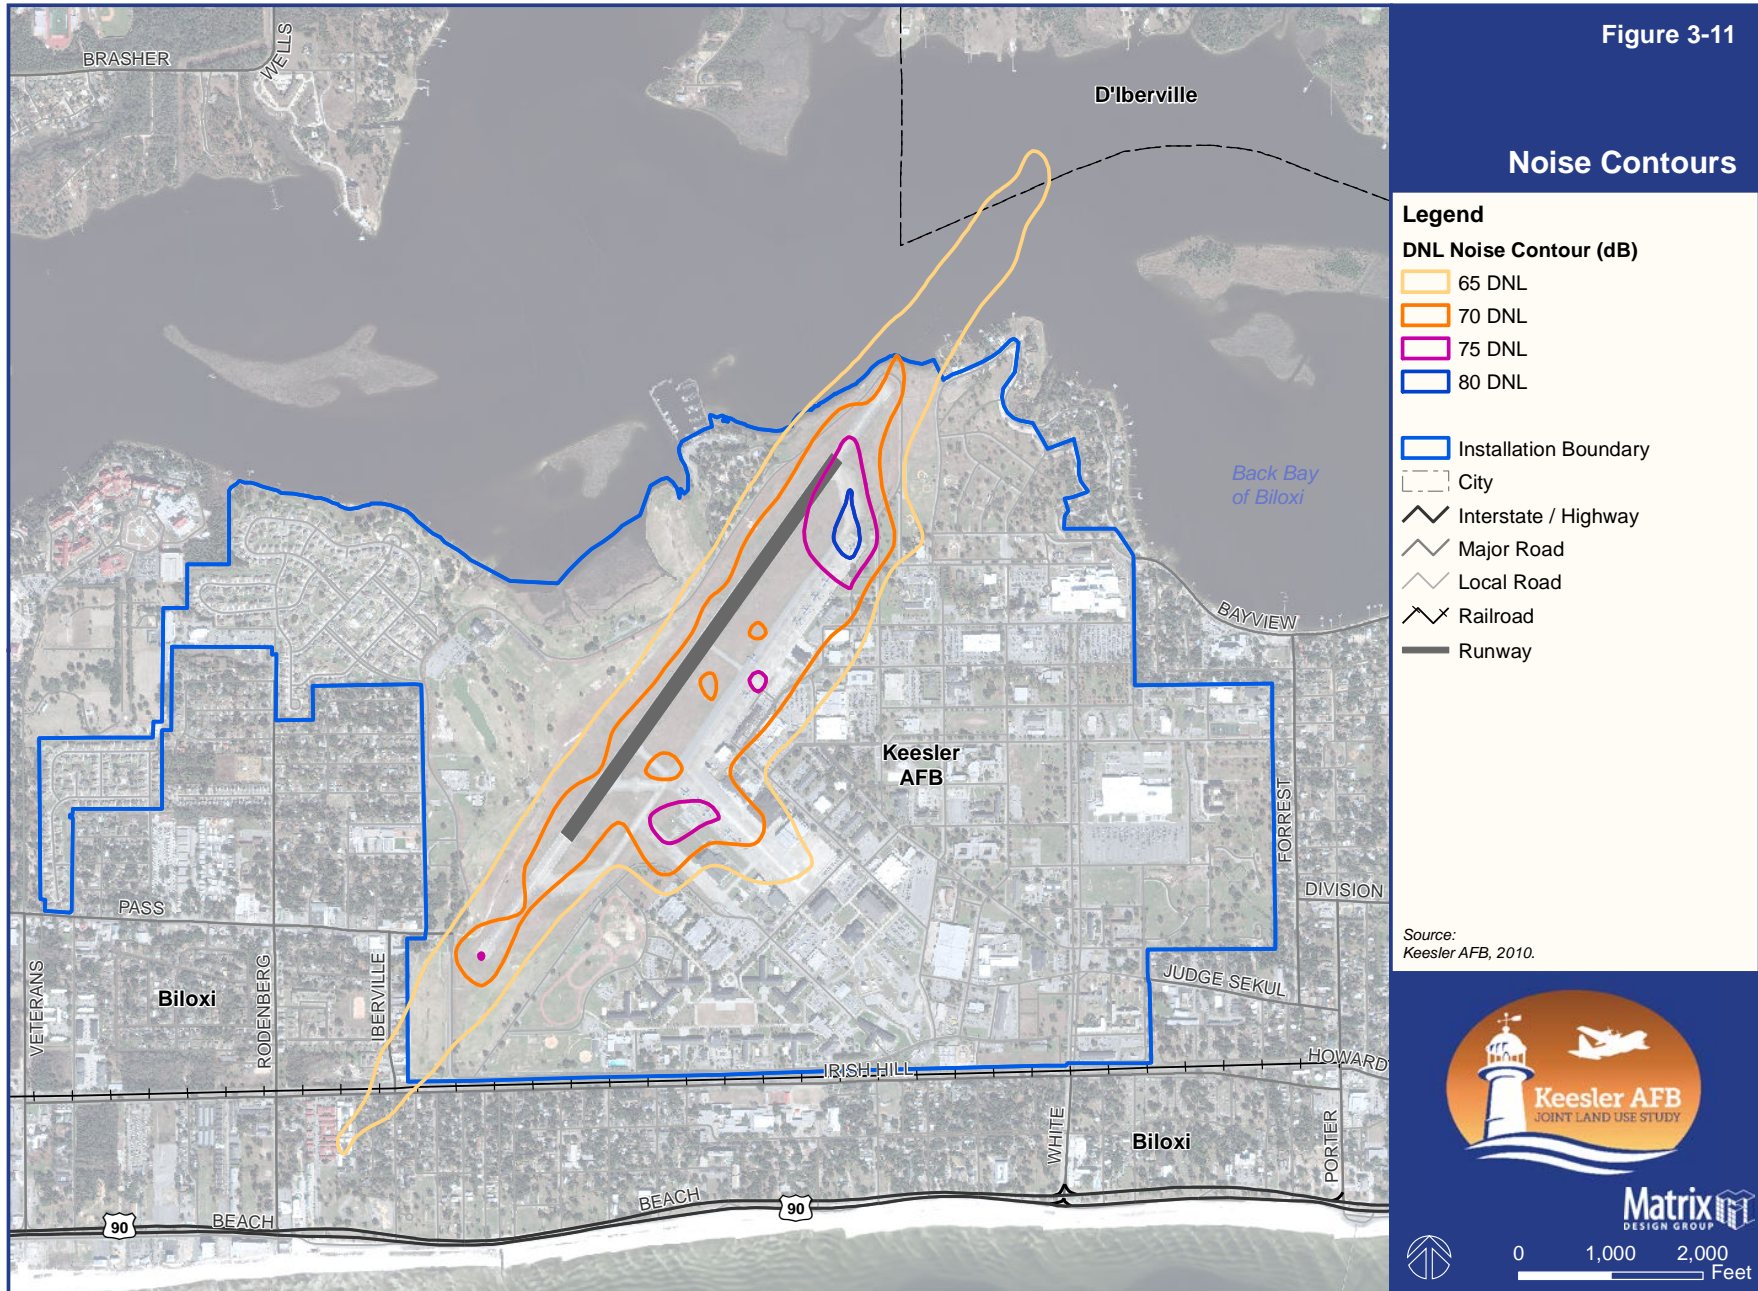 Figure 3-11
Noise Contours
Legend
DNL Noise Contour (dB)
65 DNL
70 DNL
75 DNL
80 DNL
Installation Boundary
City
Interstate / Highway
Major Road
Local Road
Railroad
Runway
Source:
Keesler AFB, 2010.
Keesler AFB
JOINT LAND USE STUDY
Matrix
DESIGN GROUP
0 1,000 2,000
Feet
BRASHER
WELLS
D'Iberville
Back Bay
of Biloxi
BAYVIEW
Keesler
AFB
FORREST
DIVISION
PASS
VETERANS
Biloxi
RODENBERG
IBERVILLE
JUDGE SEKUL
IRISH HILL
HOWARD
WHITE
Biloxi
PORTER
BEACH
90
90
BEACH